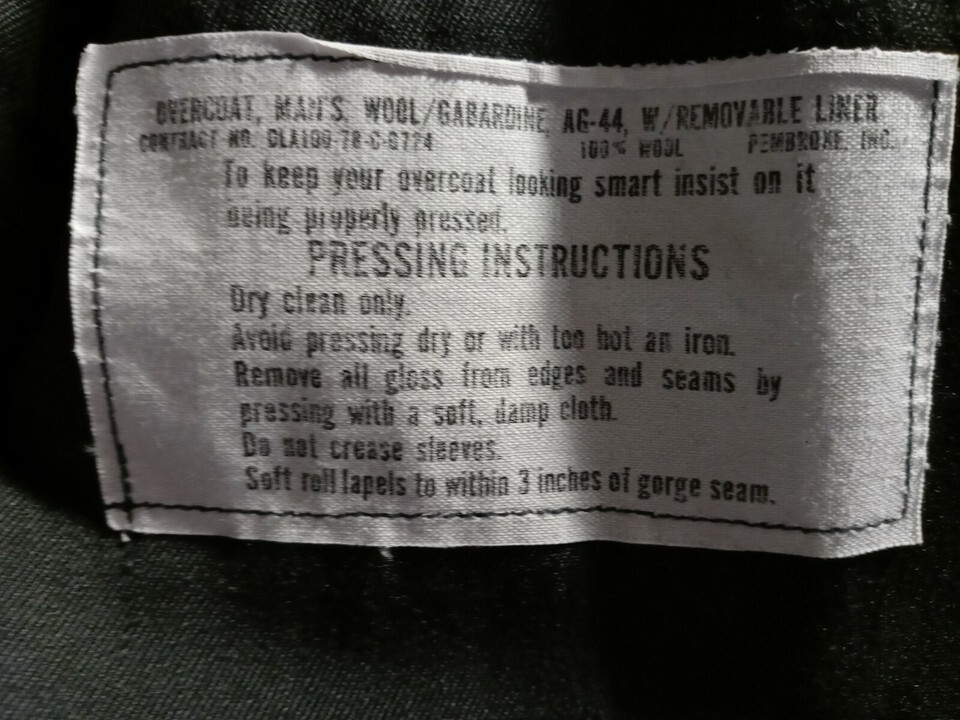 OVERCOAT, MAN'S, WOOL/GABARDINE, AG-44, W/REMOVABLE LINER
CONTRACT NO. DLA100-78-C-0774 100% WOOL PEMBROKE, INC.
To keep your overcoat looking smart insist on it
being properly pressed.
PRESSING INSTRUCTIONS
Dry clean only.
Avoid pressing dry or with too hot an iron.
Remove all gloss from edges and seams by
pressing with a soft, damp cloth.
Do not crease sleeves.
Soft roll lapels to within 3 inches of gorge seam.